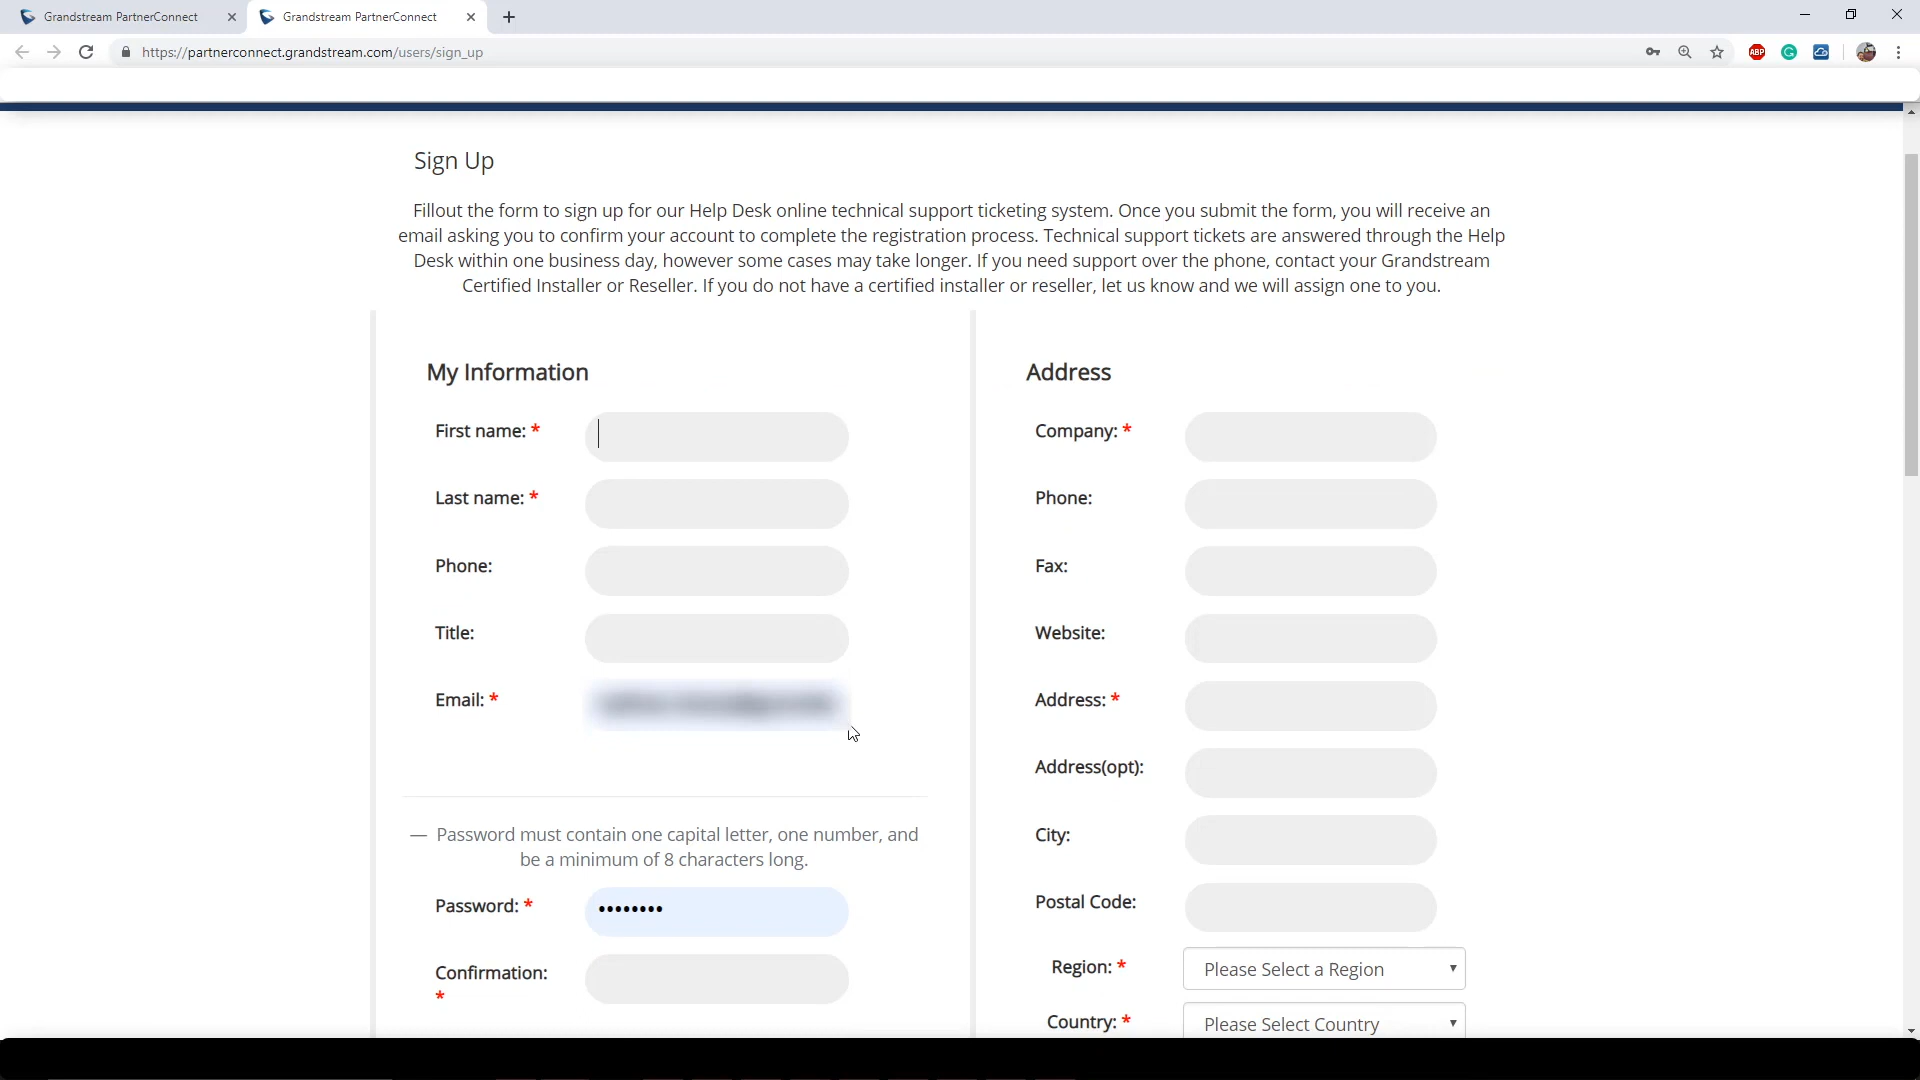 Grandstream PartnerConnect
Grandstream PartnerConnect
https://partnerconnect.grandstream.com/users/sign_up
ABP
Sign Up
Fillout the form to sign up for our Help Desk online technical support ticketing system. Once you submit the form, you will receive an
email asking you to confirm your account to complete the registration process. Technical support tickets are answered through the Help
Desk within one business day, however some cases may take longer. If you need support over the phone, contact your Grandstream
Certified Installer or Reseller. If you do not have a certified installer or reseller, let us know and we will assign one to you.
My Information
First name: *
Last name: *
Phone:
Title:
Email: *
— Password must contain one capital letter, one number, and
be a minimum of 8 characters long.
Password: * ••••••••
Confirmation:
*
Address
Company: *
Phone:
Fax:
Website:
Address: *
Address(opt):
City:
Postal Code:
Region: * Please Select a Region
Country: * Please Select Country